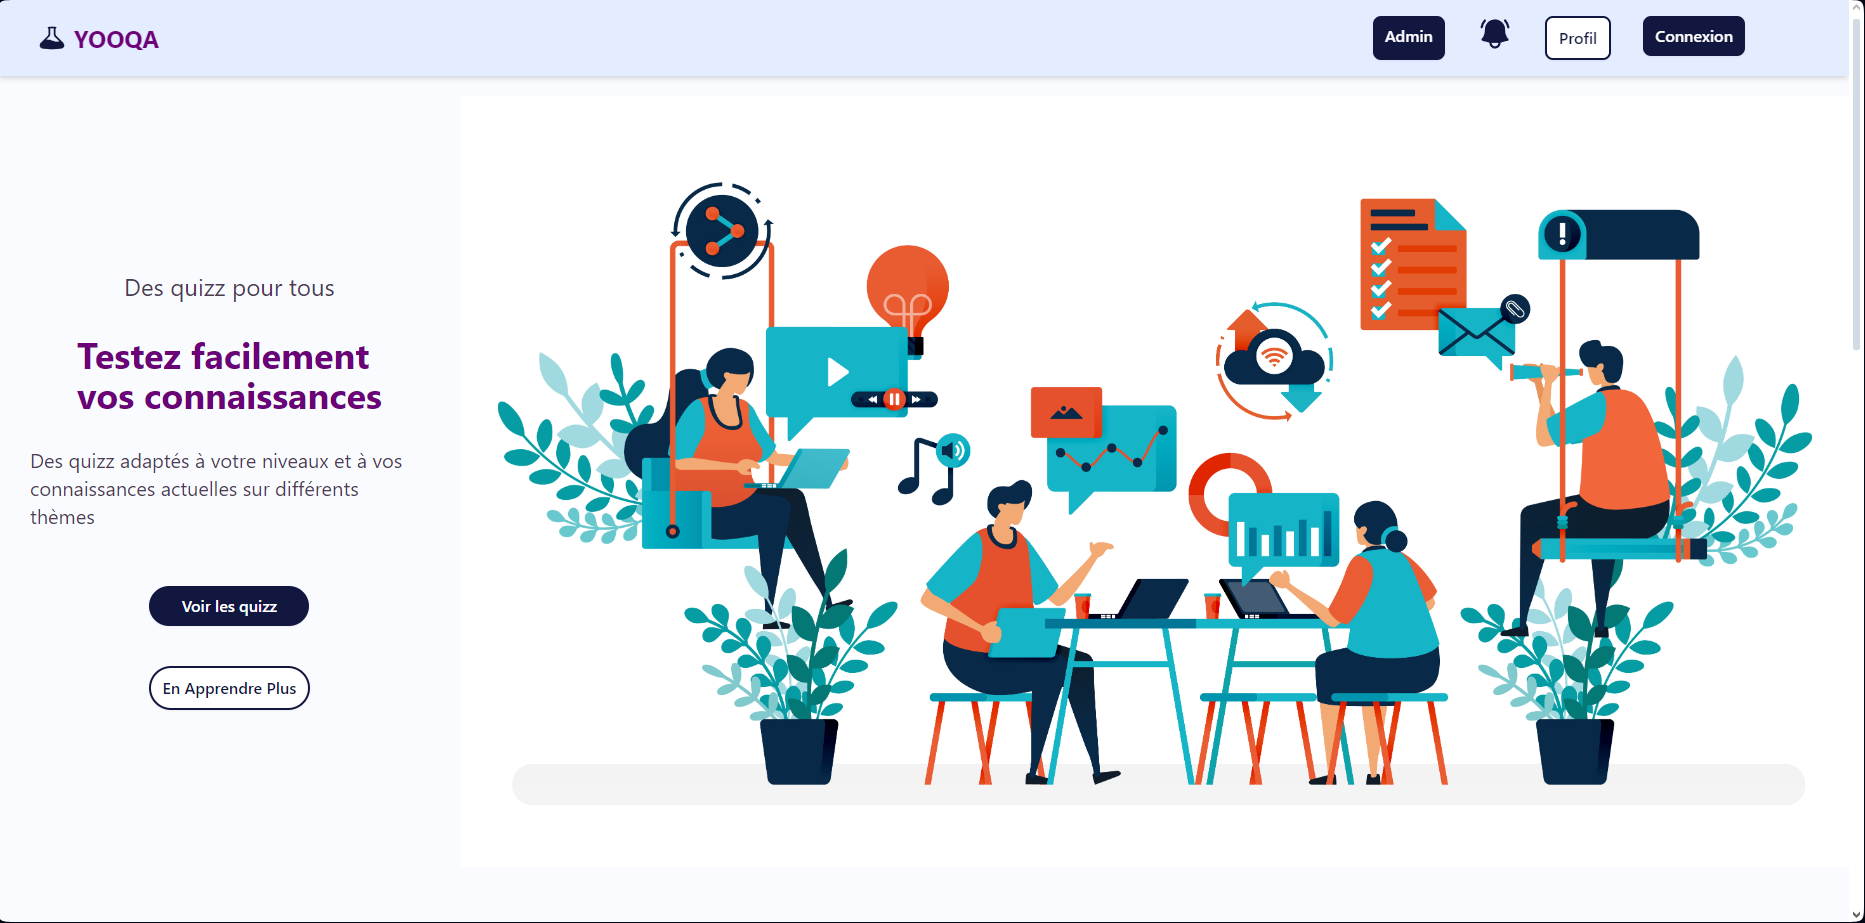 YOOQA
Admin
Profil
Connexion
Des quizz pour tous
Testez facilement
vos connaissances
Des quizz adaptés à votre niveaux et à vos
connaissances actuelles sur différents
thèmes
Voir les quizz
En Apprendre Plus